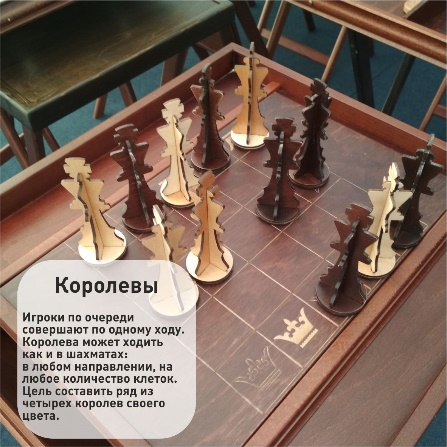 Королевы
Игроки по очереди
совершают по одному ходу.
Королева может ходить
как и в шахматах:
в любом направлении, на
любое количество клеток.
Цель составить ряд из
четырех королев своего
цвета.